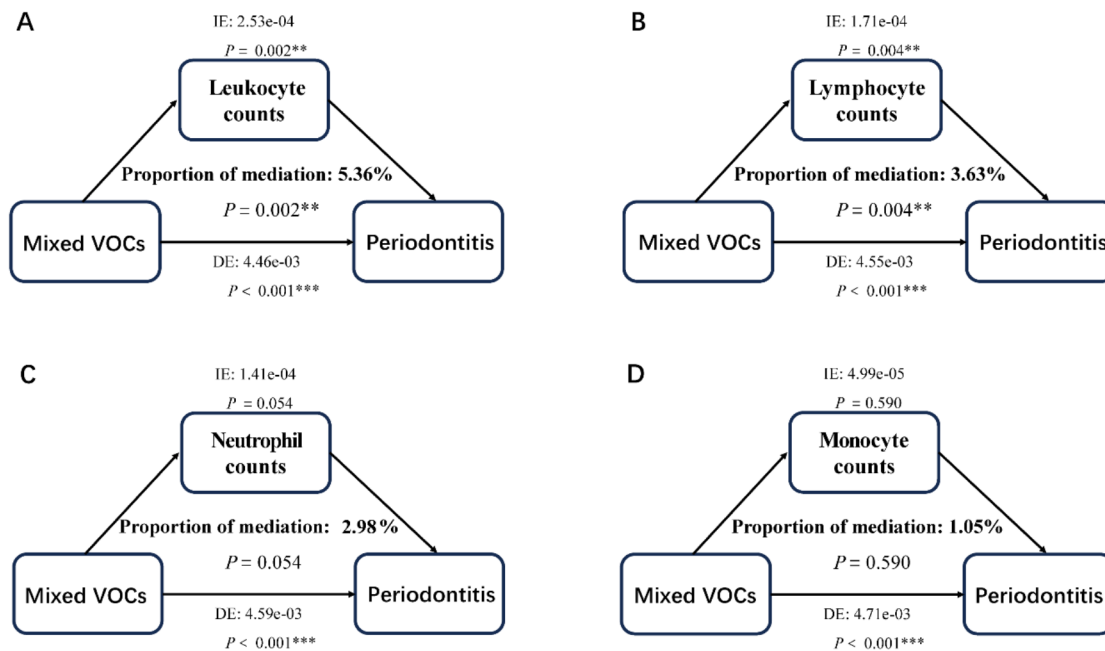 A
IE: 2.53e-04
P = 0.002**
Leukocyte
counts
Proportion of mediation: 5.36%
P = 0.002**
Mixed VOCs
Periodontitis
DE: 4.46e-03
P < 0.001***
B
IE: 1.71e-04
P = 0.004**
Lymphocyte
counts
Proportion of mediation: 3.63%
P = 0.004**
Mixed VOCs
Periodontitis
DE: 4.55e-03
P < 0.001***
C
IE: 1.41e-04
P = 0.054
Neutrophil
counts
Proportion of mediation: 2.98%
P = 0.054
Mixed VOCs
Periodontitis
DE: 4.59e-03
P < 0.001***
D
IE: 4.99e-05
P = 0.590
Monocyte
counts
Proportion of mediation: 1.05%
P = 0.590
Mixed VOCs
Periodontitis
DE: 4.71e-03
P < 0.001***